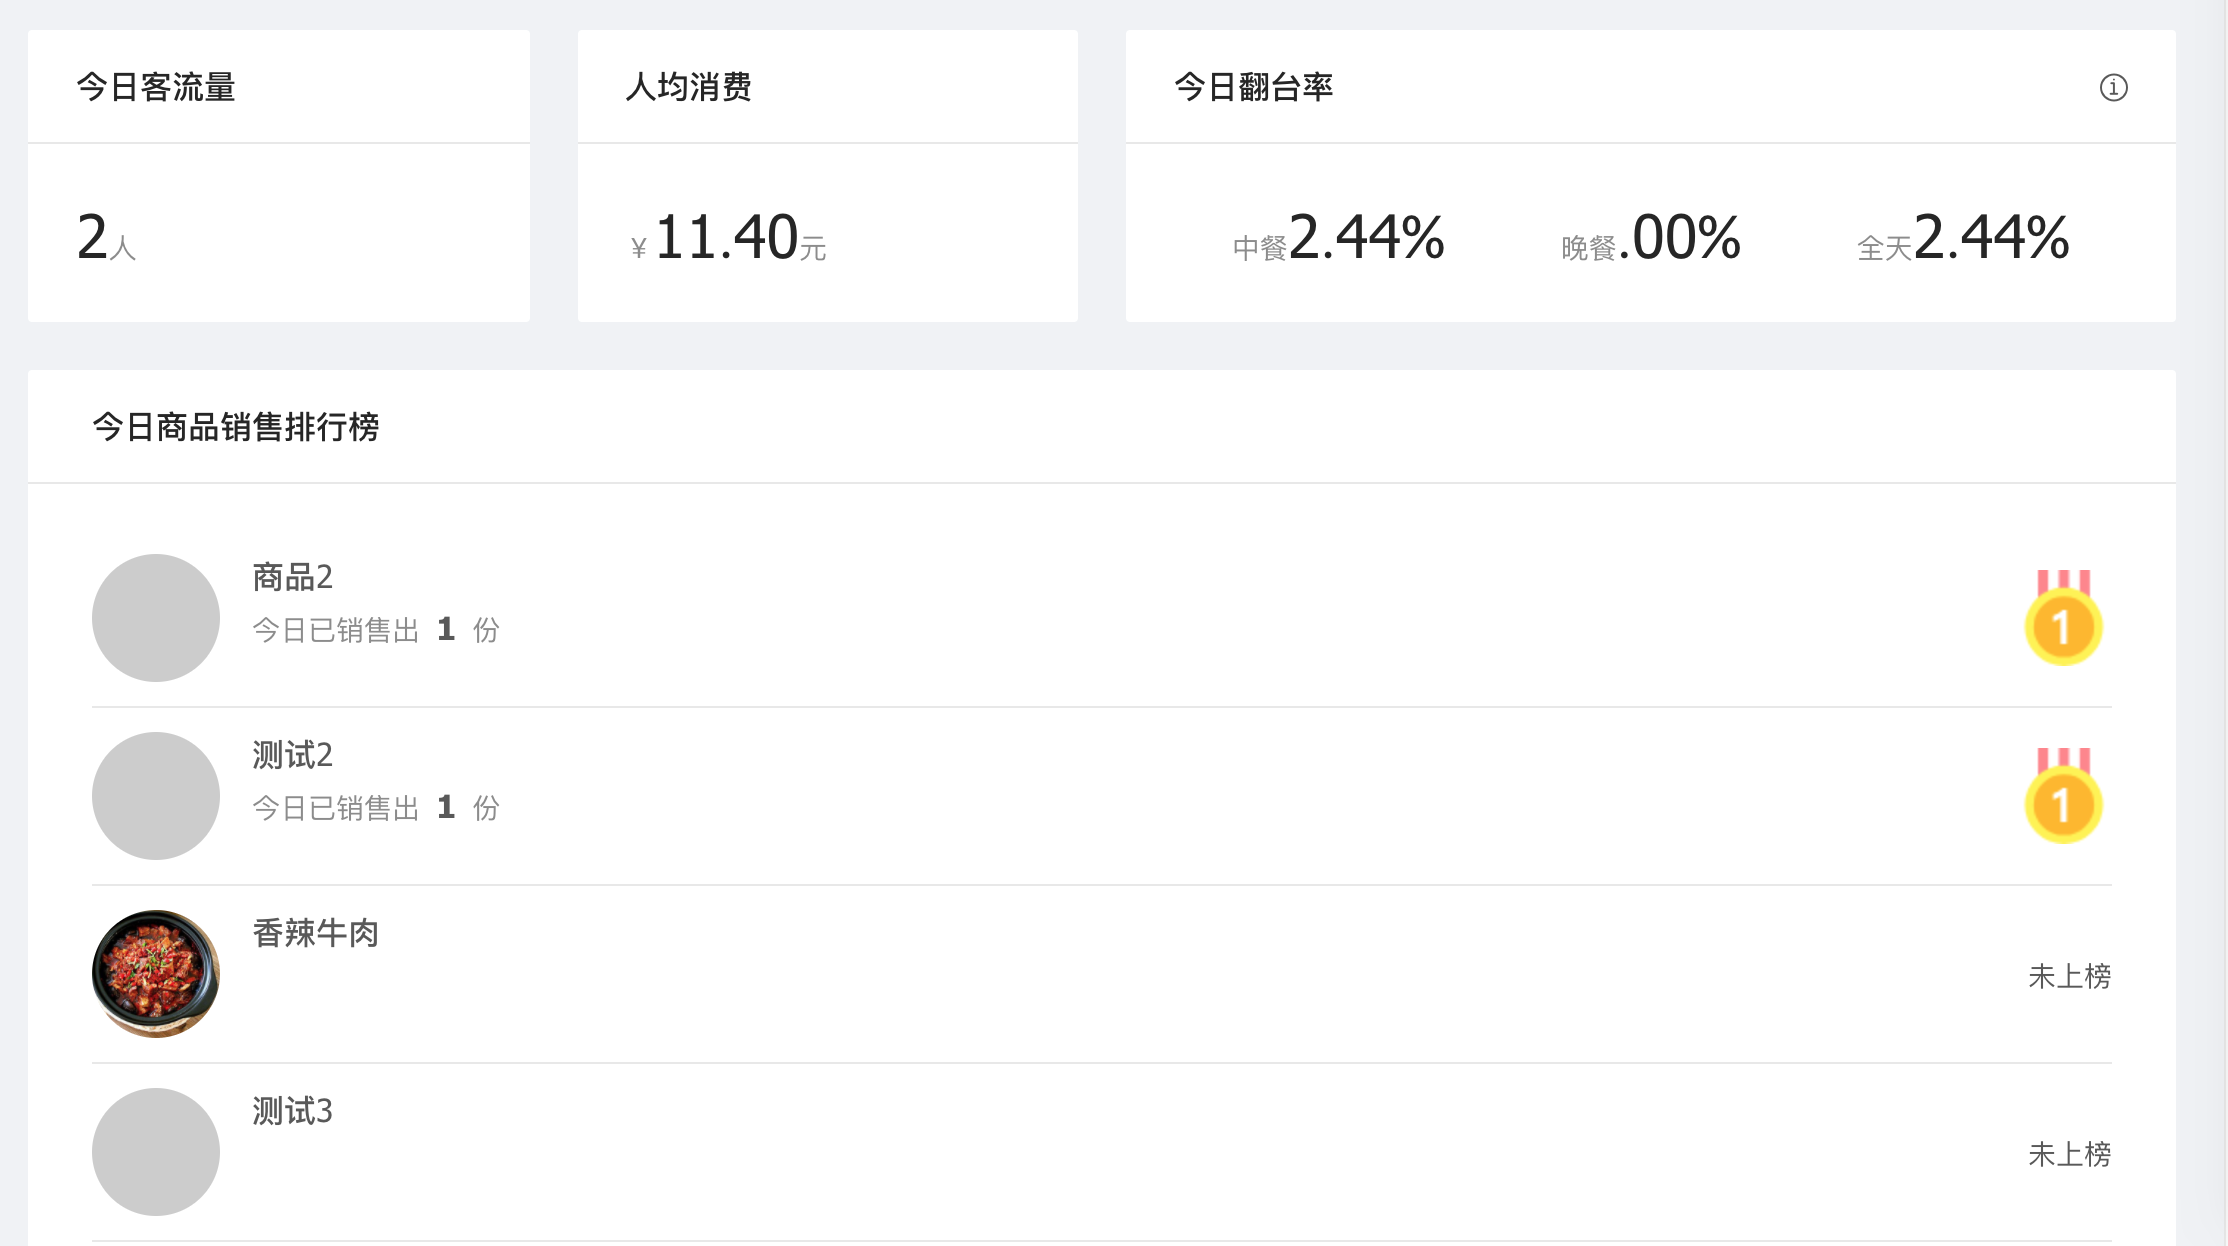 今日客流量
2人
人均消费
¥ 11.40元
今日翻台率
中餐2.44% 晚餐.00% 全天2.44%
今日商品销售排行榜
商品2
今日已销售出 1 份
1
测试2
今日已销售出 1 份
1
香辣牛肉
未上榜
测试3
未上榜